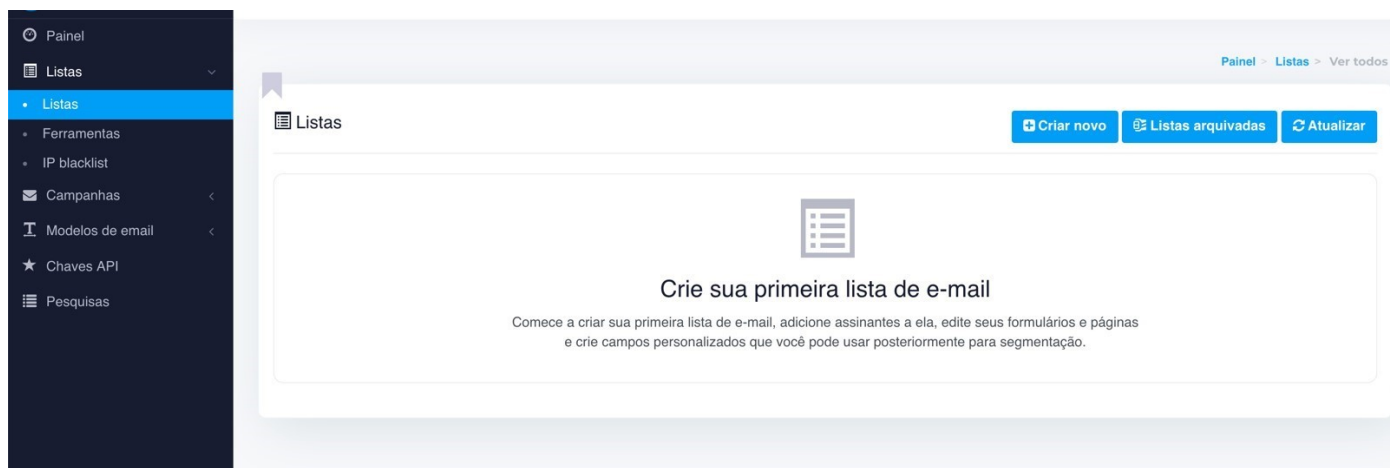 Painel
Listas
Listas
Ferramentas
IP blacklist
Campanhas
Modelos de email
Chaves API
Pesquisas
Painel > Listas > Ver todos
Listas
Criar novo
Listas arquivadas
Atualizar
Crie sua primeira lista de e-mail
Comece a criar sua primeira lista de e-mail, adicione assinantes a ela, edite seus formulários e páginas
e crie campos personalizados que você pode usar posteriormente para segmentação.